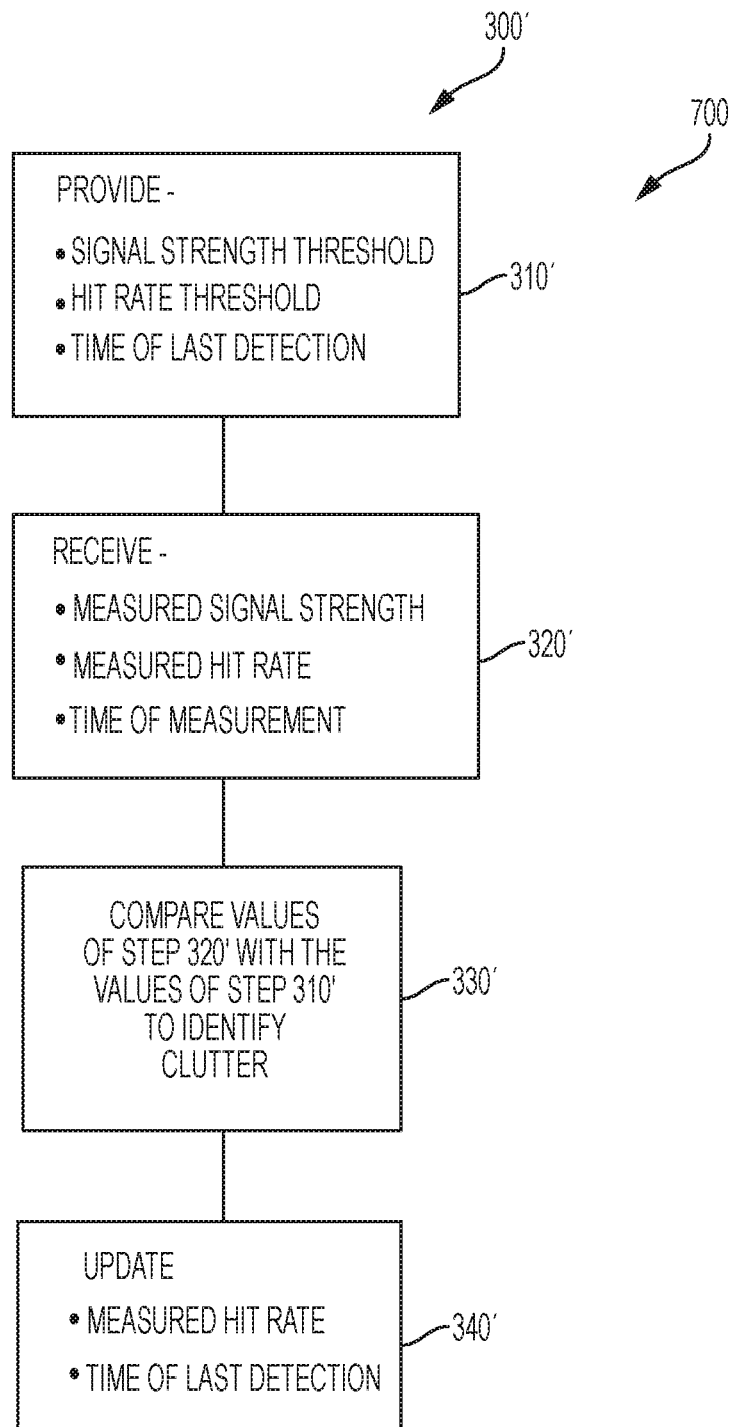 300'
700
PROVIDE -
• SIGNAL STRENGTH THRESHOLD
• HIT RATE THRESHOLD
• TIME OF LAST DETECTION
310'
RECEIVE -
• MEASURED SIGNAL STRENGTH
• MEASURED HIT RATE
• TIME OF MEASUREMENT
320'
COMPARE VALUES
OF STEP 320' WITH THE
VALUES OF STEP 310'
TO IDENTIFY
CLUTTER
330'
UPDATE
• MEASURED HIT RATE
• TIME OF LAST DETECTION
340'